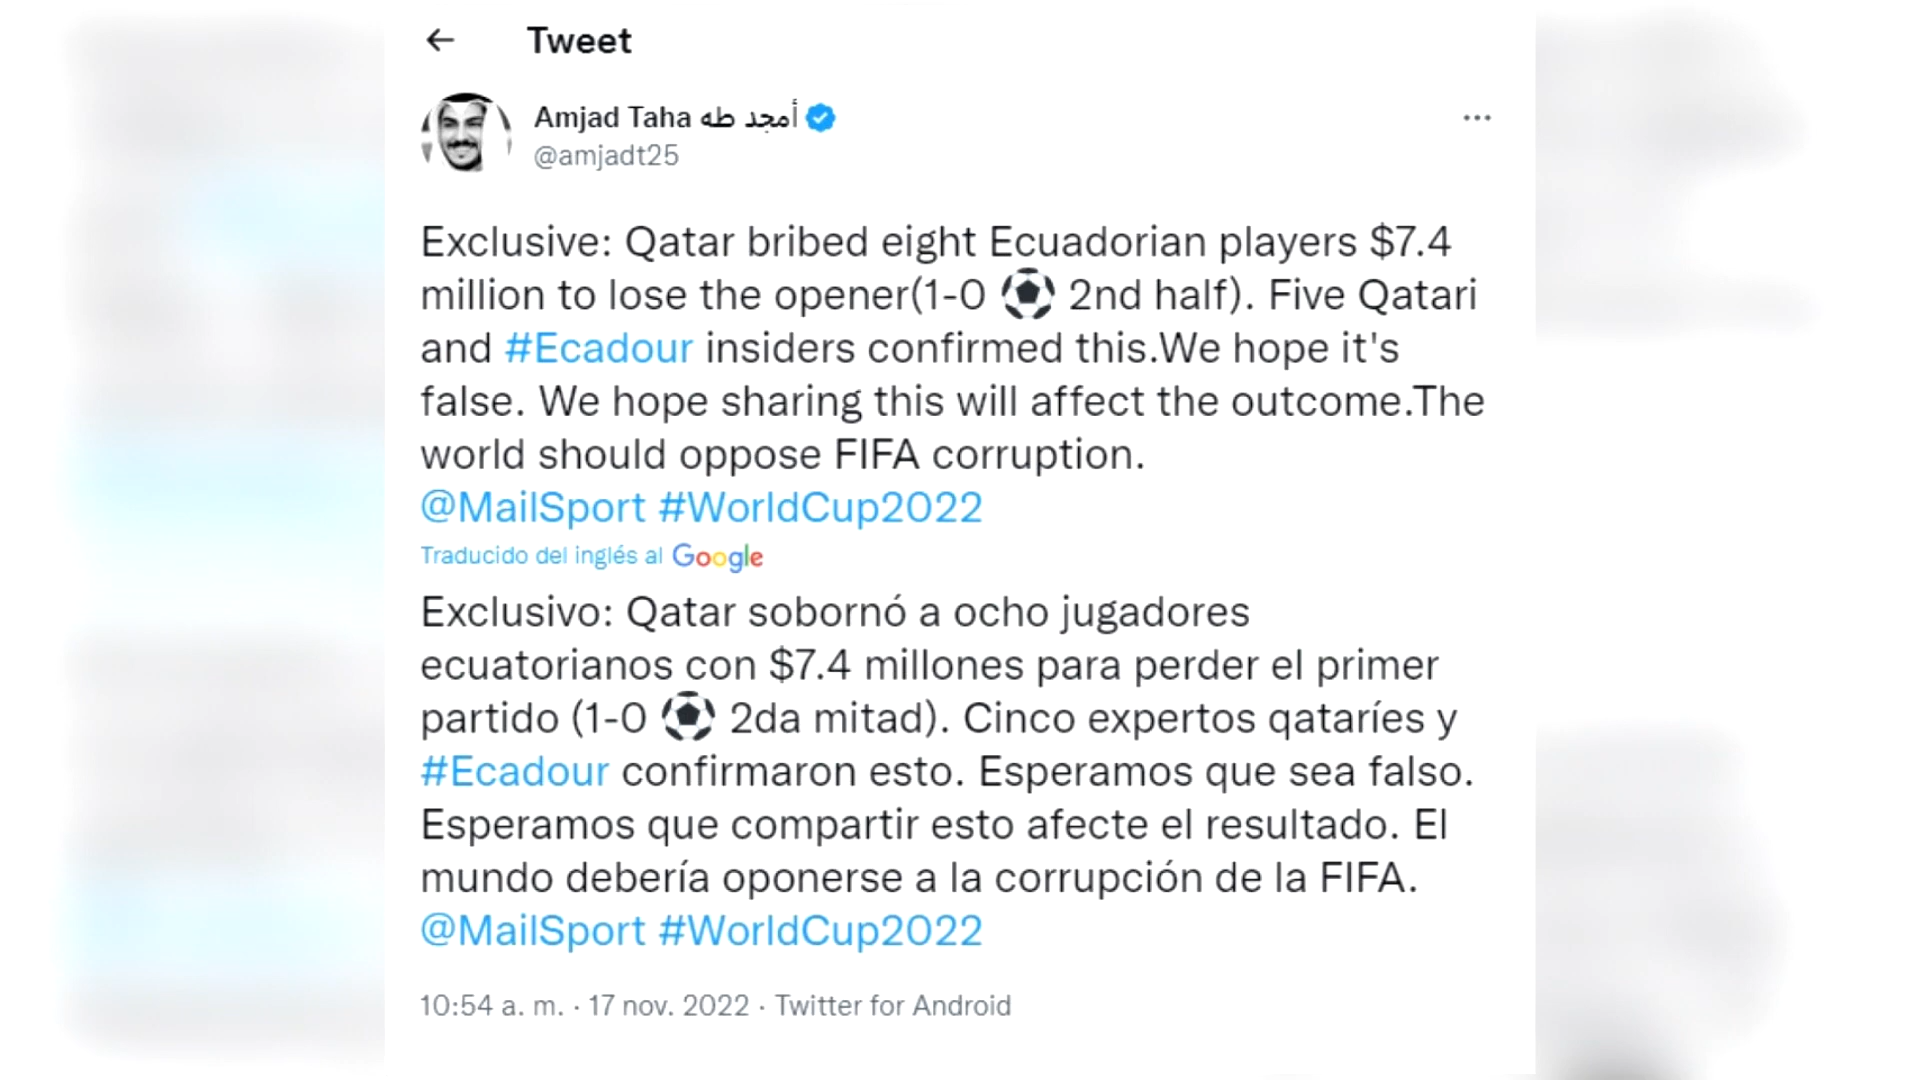 Tweet
Amjad Taha أمجد طه
@amjadt25
Exclusive: Qatar bribed eight Ecuadorian players $7.4
million to lose the opener(1-0 ⚽ 2nd half). Five Qatari
and #Ecadour insiders confirmed this.We hope it's
false. We hope sharing this will affect the outcome.The
world should oppose FIFA corruption.
@MailSport #WorldCup2022
Traducido del inglés al Google
Exclusivo: Qatar sobornó a ocho jugadores
ecuatorianos con $7.4 millones para perder el primer
partido (1-0 ⚽ 2da mitad). Cinco expertos qataríes y
#Ecadour confirmaron esto. Esperamos que sea falso.
Esperamos que compartir esto afecte el resultado. El
mundo debería oponerse a la corrupción de la FIFA.
@MailSport #WorldCup2022
10:54 a. m. · 17 nov. 2022 · Twitter for Android